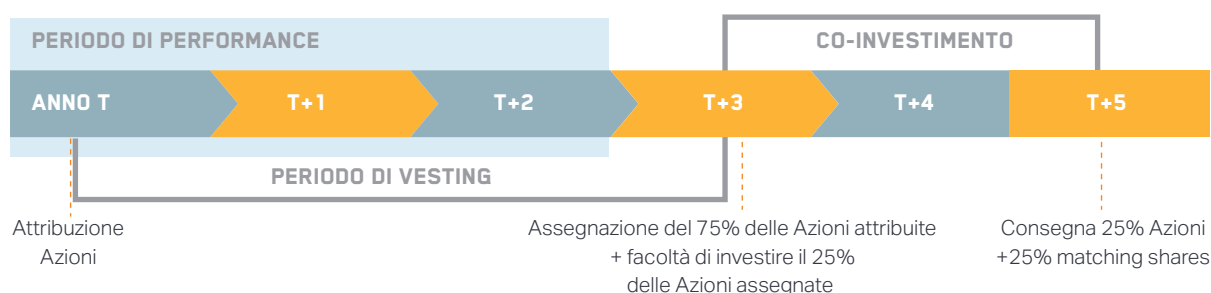 PERIODO DI PERFORMANCE
CO-INVESTIMENTO
ANNO T
T+1
T+2
T+3
T+4
T+5
PERIODO DI VESTING
Attribuzione
Azioni
Assegnazione del 75% delle Azioni attribuite
+ facoltà di investire il 25%
delle Azioni assegnate
Consegna 25% Azioni
+25% matching shares